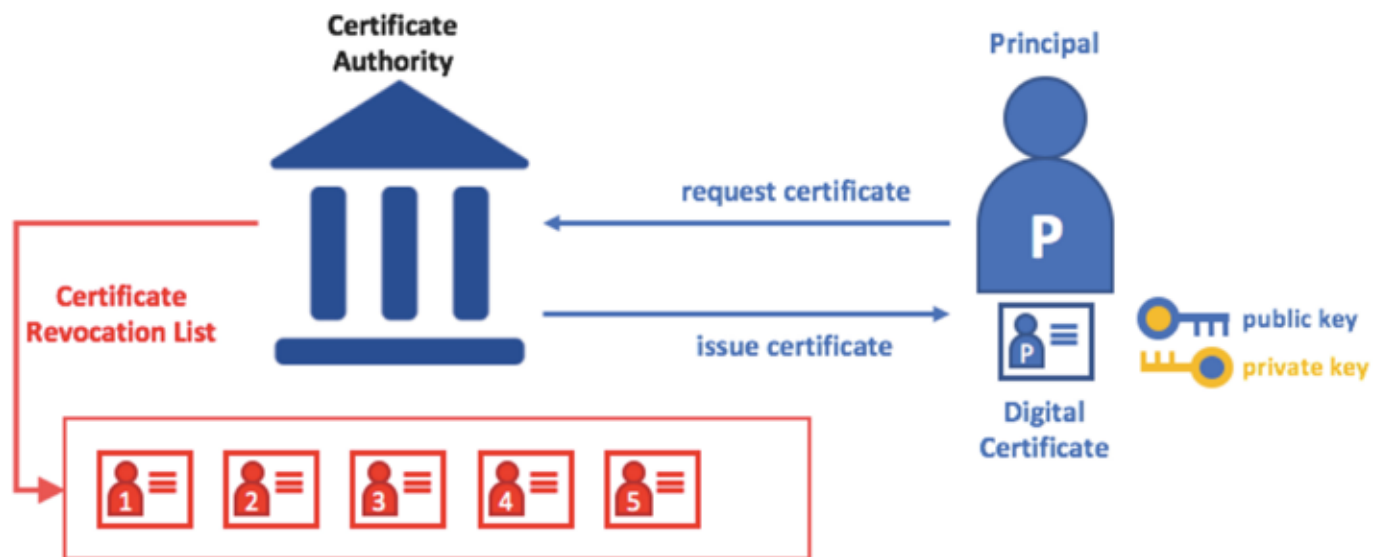 Certificate
Authority
Principal
request certificate
P
Certificate
Revocation List
issue certificate
P
public key
private key
Digital
Certificate
1
2
3
4
5